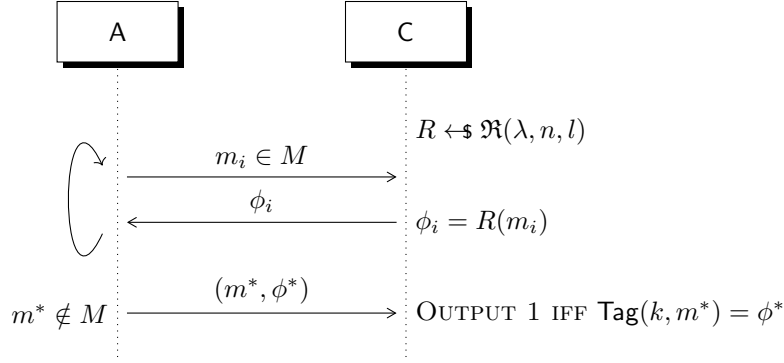 A C
R ←$ ℜ(λ, n, l)
m_i ∈ M
ϕ_i
ϕ_i = R(m_i)
m* ∉ M
(m*, ϕ*)
OUTPUT 1 IFF Tag(k, m*) = ϕ*